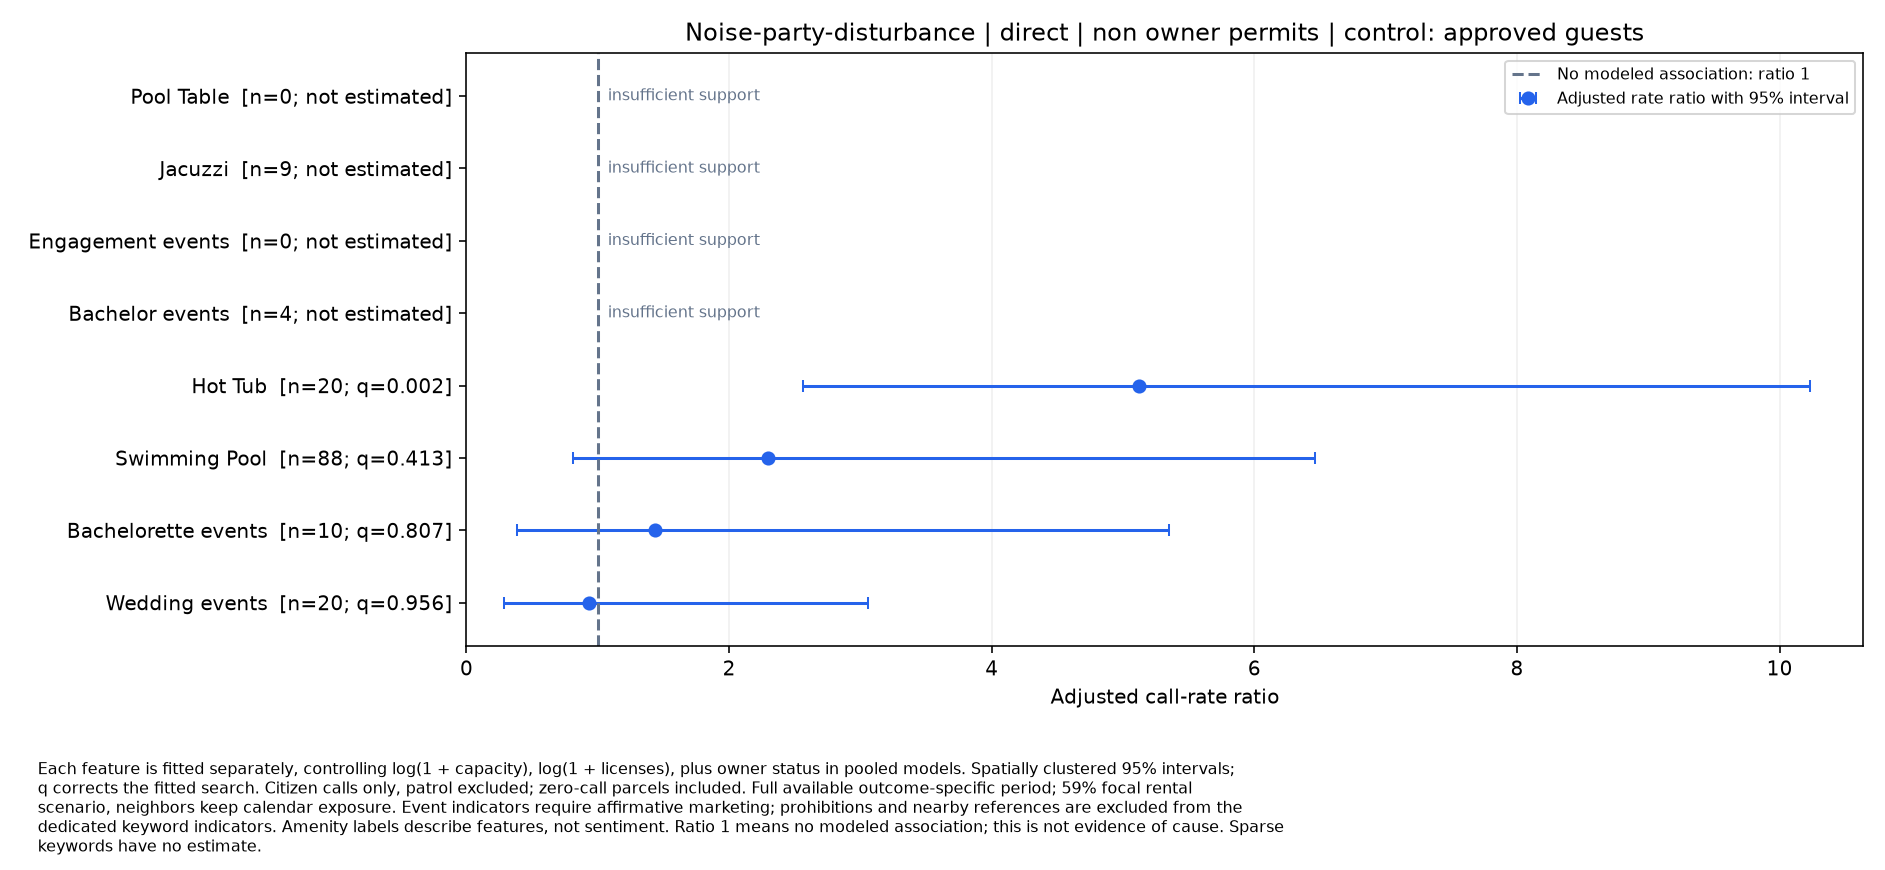 Noise-party-disturbance | direct | non owner permits | control: approved guests
No modeled association: ratio 1
Adjusted rate ratio with 95% interval
Pool Table  [n=0; not estimated]
insufficient support
Jacuzzi  [n=9; not estimated]
insufficient support
Engagement events  [n=0; not estimated]
insufficient support
Bachelor events  [n=4; not estimated]
insufficient support
Hot Tub  [n=20; q=0.002]
Swimming Pool  [n=88; q=0.413]
Bachelorette events  [n=10; q=0.807]
Wedding events  [n=20; q=0.956]
0 2 4 6 8 10
Adjusted call-rate ratio
Each feature is fitted separately, controlling log(1 + capacity), log(1 + licenses), plus owner status in pooled models. Spatially clustered 95% intervals;
q corrects the fitted search. Citizen calls only, patrol excluded; zero-call parcels included. Full available outcome-specific period; 59% focal rental
scenario, neighbors keep calendar exposure. Event indicators require affirmative marketing; prohibitions and nearby references are excluded from the
dedicated keyword indicators. Amenity labels describe features, not sentiment. Ratio 1 means no modeled association; this is not evidence of cause. Sparse
keywords have no estimate.